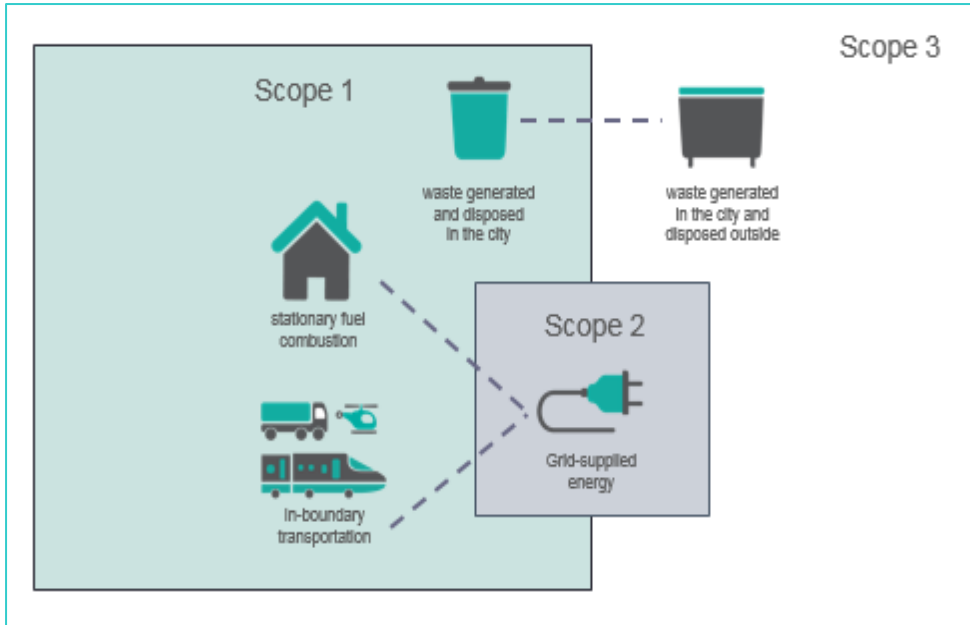 Scope 3
Scope 1
waste generated
and disposed
in the city
waste generated
in the city and
disposed outside
stationary fuel
combustion
Scope 2
Grid-supplied
energy
in-boundary
transportation